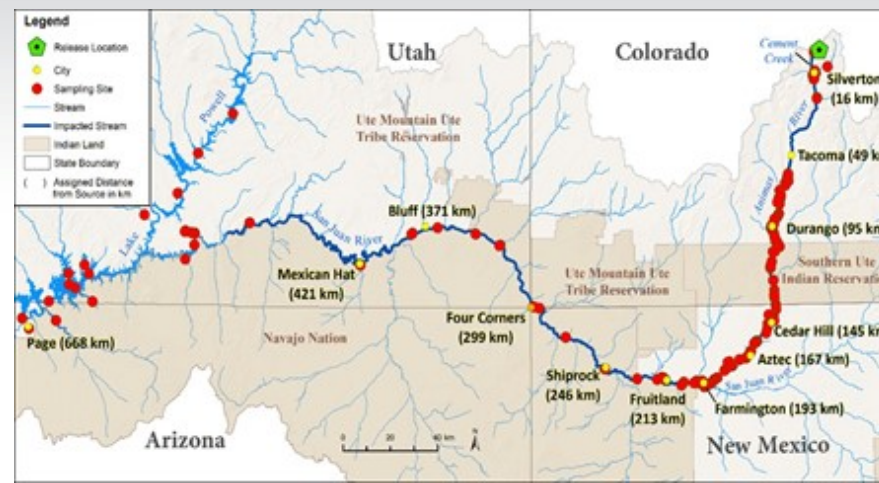 Legend
Release Location
City
Sampling Site
Stream
Impacted Stream
Indian Land
State Boundary
( ) Assigned Distance
from Source in km
Utah
Colorado
Cement
Creek
Silverton
(16 km)
River
Animas
Tacoma (49 k
Durango (95 k
Southern Ute
Indian Reservat
Cedar Hill (145 k
Aztec (167 km)
San Juan River
Farmington (193 km)
Fruitland
(213 km)
Shiprock
(246 km)
Four Corners
(299 km)
Ute Mountain Ute
Tribe Reservation
Ute Mountain Ute
Tribe Reservation
Bluff (371 km)
San Juan River
Mexican Hat
(421 km)
Powell
Lake
Page (668 km)
Navajo Nation
Arizona
New Mexico
0 20 40 km
N